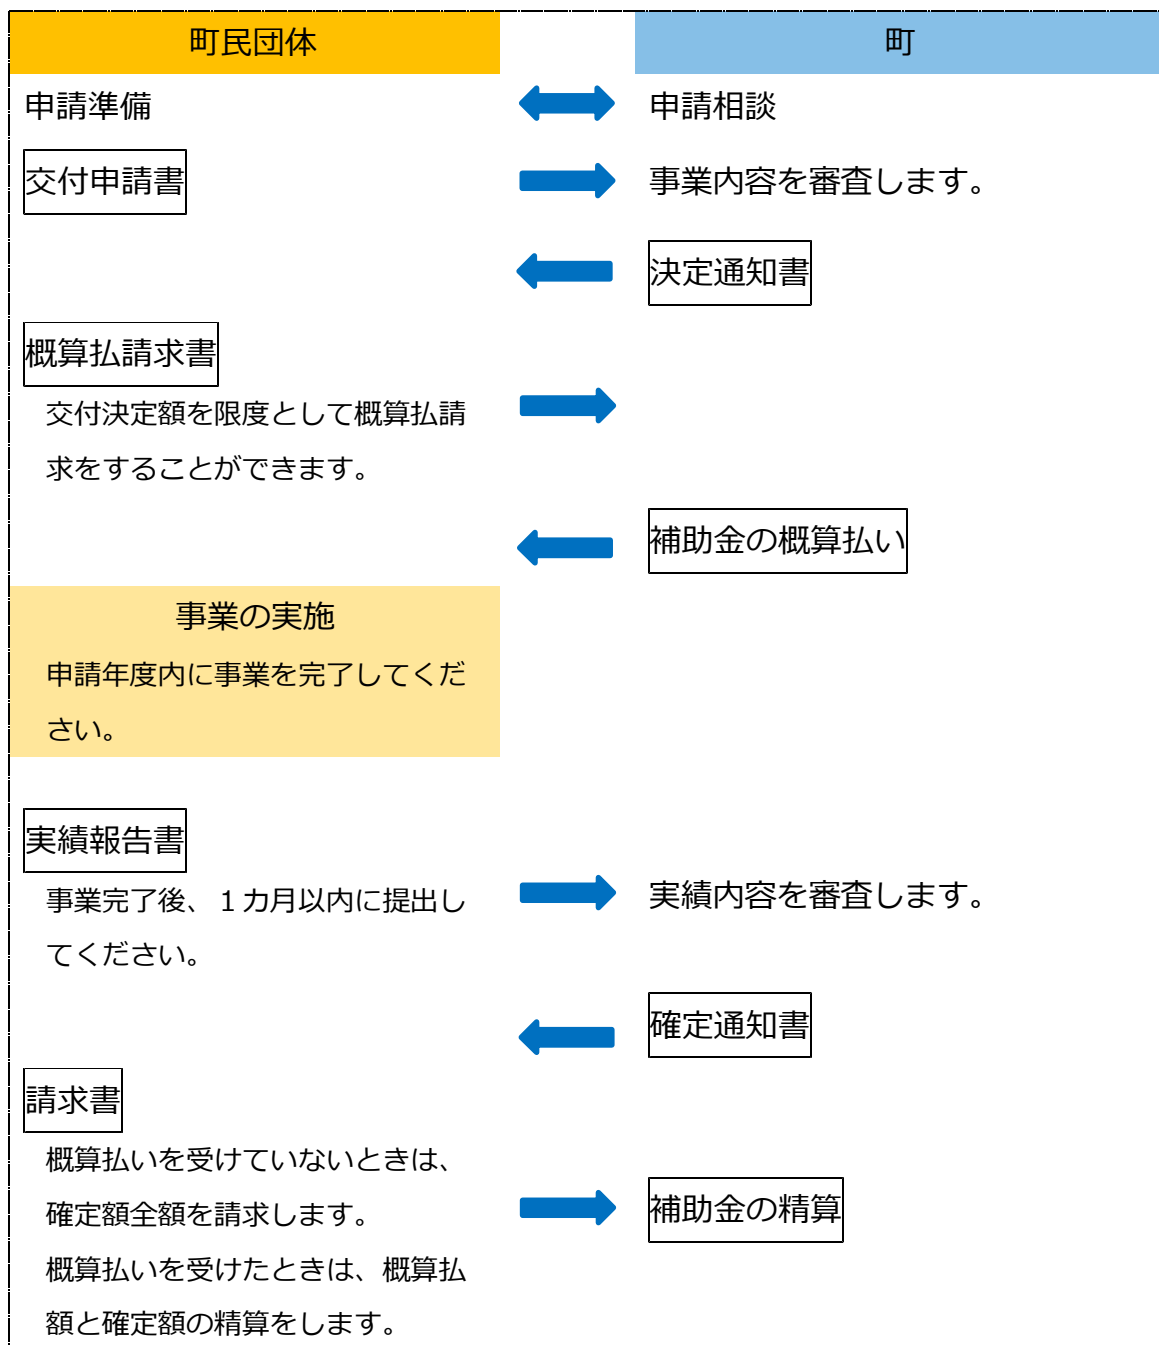 町民団体
町
申請準備
申請相談
交付申請書
事業内容を審査します。
決定通知書
概算払請求書
交付決定額を限度として概算払請
求をすることができます。
補助金の概算払い
事業の実施
申請年度内に事業を完了してくだ
さい。
実績報告書
事業完了後、１カ月以内に提出し
てください。
実績内容を審査します。
確定通知書
請求書
概算払いを受けていないときは、
確定額全額を請求します。
概算払いを受けたときは、概算払
額と確定額の精算をします。
補助金の精算